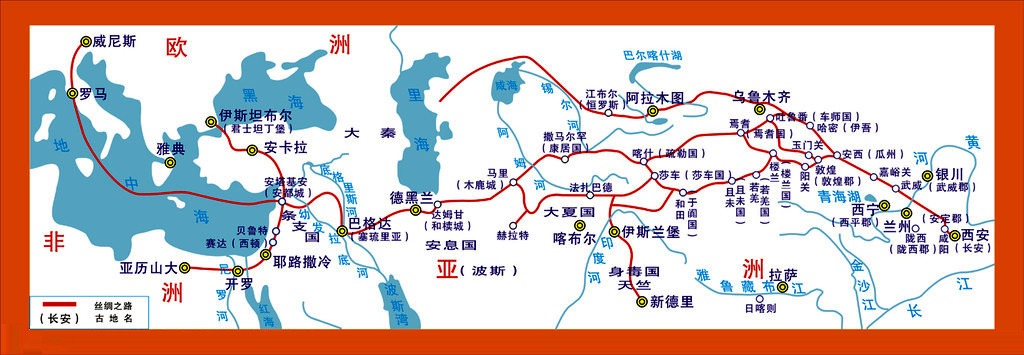 威尼斯
欧
洲
罗马
地
中
海
黑
海
伊斯坦布尔
(君士坦丁堡)
安卡拉
雅典
大 秦
里
海
咸海
锡
尔
河
阿
姆
河
巴尔喀什湖
江布尔
(恒罗斯)
阿拉木图
乌鲁木齐
吐鲁番(车师国)
哈密(伊吾)
焉耆
(焉耆国)
玉门关
安西(瓜州)
敦煌
(敦煌郡)
阳关
楼兰
(楼兰国)
若羌
(若羌国)
且末
(且末国)
嘉峪关
武威
银川
(武威郡)
黄
河
青海湖
西宁
(西平郡)
兰州
(安定郡)
陇西
(陇西郡)
咸阳
西安
(长安)
撒马尔罕
(康居国)
喀什(疏勒国)
莎车(莎车国)
和田
(于阗国)
马里
(木鹿城)
法扎巴德
德黑兰
达姆甘
(和椟城)
赫拉特
安息国
大夏国
喀布尔
伊斯兰堡
印
度
河
身毒国
天竺
新德里
安塔基安
(安都城)
底格里斯河
幼发拉底河
条支国
巴格达
(塞琉里亚)
贝鲁特
赛达(西顿)
耶路撒冷
亚历山大
开罗
尼罗河
红海
波斯湾
非
洲
亚
(波斯)
洲
拉萨
雅鲁藏布江
日喀则
金沙江
长
江
丝绸之路
(长安)
古地名